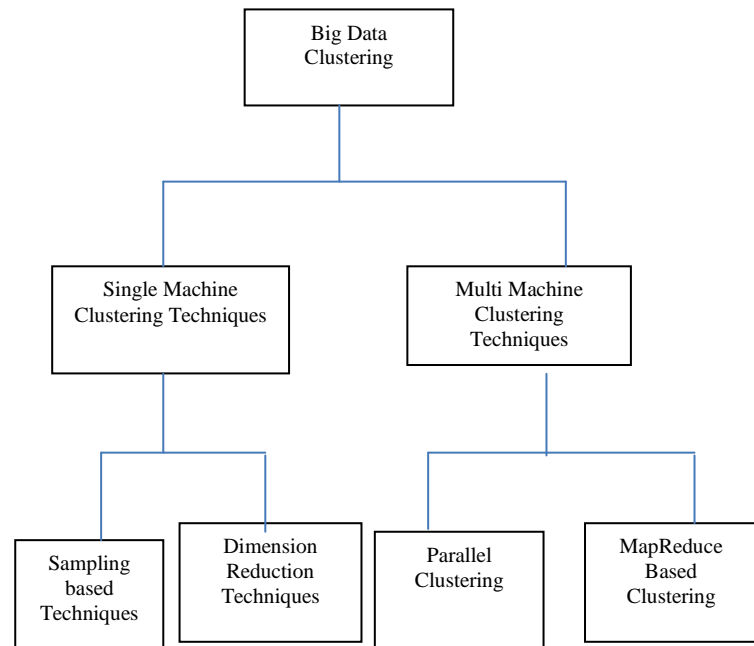 Big Data
Clustering
Single Machine
Clustering Techniques
Multi Machine
Clustering
Techniques
Sampling
based
Techniques
Dimension
Reduction
Techniques
Parallel
Clustering
MapReduce
Based
Clustering